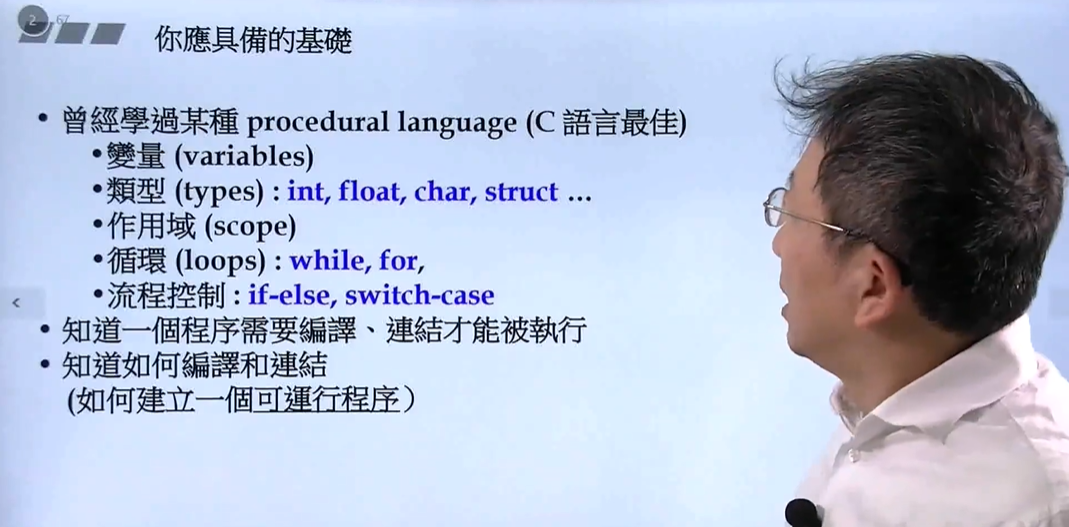 2 67
你應具備的基礎
• 曾經學過某種 procedural language (C 語言最佳)
• 變量 (variables)
• 類型 (types) : int, float, char, struct ...
• 作用域 (scope)
• 循環 (loops) : while, for,
• 流程控制 : if-else, switch-case
• 知道一個程序需要編譯、連結才能被執行
• 知道如何編譯和連結
(如何建立一個可運行程序）